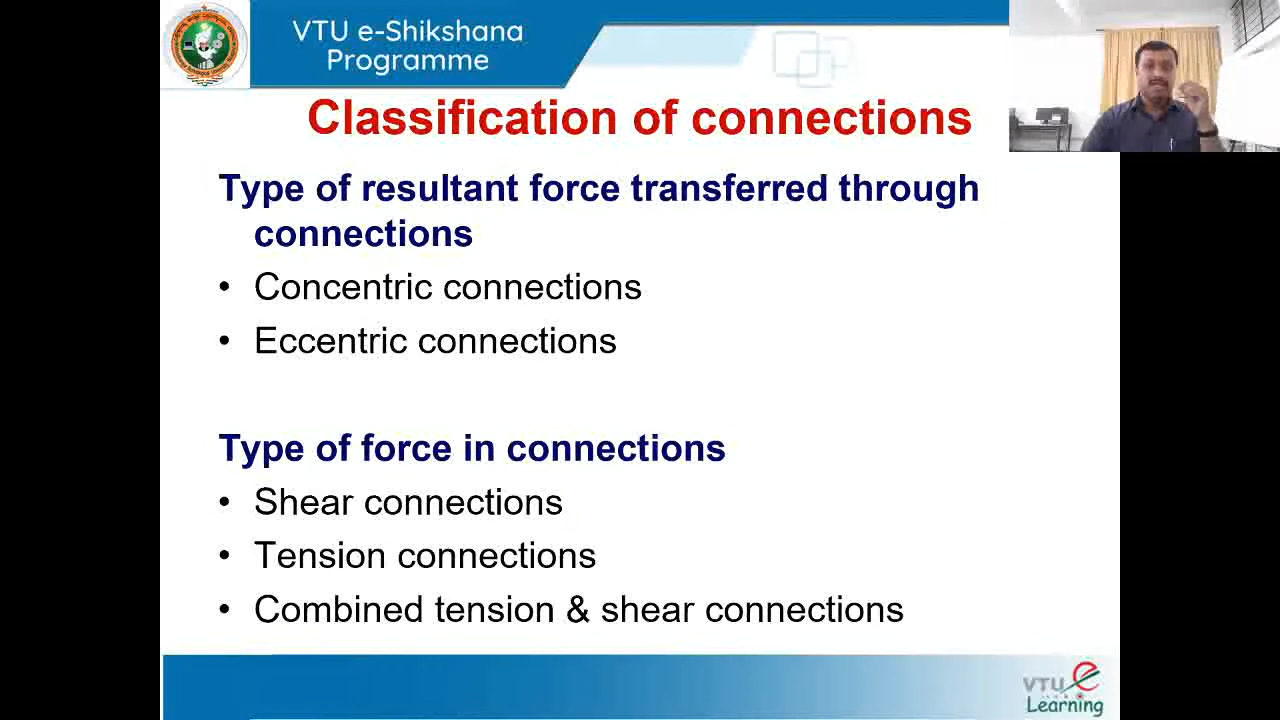 VTU e-Shikshana
Programme
Classification of connections
Type of resultant force transferred through
connections
• Concentric connections
• Eccentric connections
Type of force in connections
• Shear connections
• Tension connections
• Combined tension & shear connections
VTU e
Learning